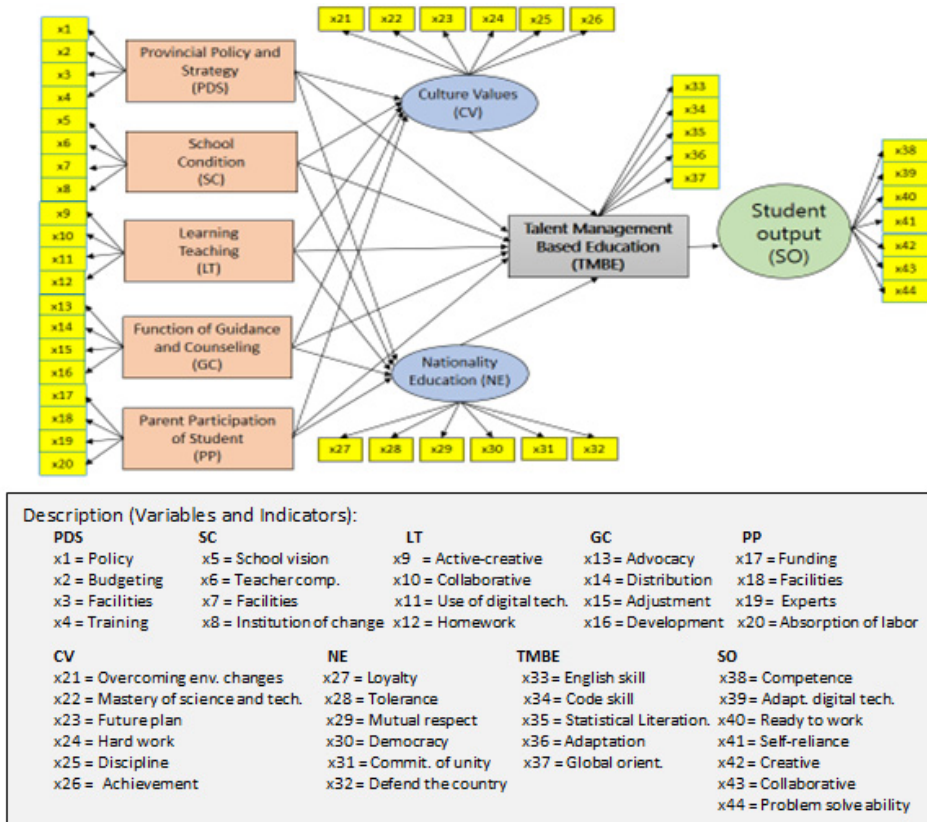 x21 x22 x23 x24 x25 x26
x1
x2
x3
x4
x5
x6
x7
x8
x9
x10
x11
x12
x13
x14
x15
x16
x17
x18
x19
x20
Provincial Policy and
Strategy
(PDS)
School
Condition
(SC)
Learning
Teaching
(LT)
Function of Guidance
and Counseling
(GC)
Parent Participation
of Student
(PP)
Culture Values
(CV)
Nationality
Education (NE)
x27 x28 x29 x30 x31 x32
x33
x34
x35
x36
x37
Talent Management
Based Education
(TMBE)
Student
output
(SO)
x38
x39
x40
x41
x42
x43
x44
Description (Variables and Indicators):
PDS SC LT GC PP
x1 = Policy x5 = School vision x9 = Active-creative x13 = Advocacy x17 = Funding
x2 = Budgeting x6 = Teacher comp. x10 = Collaborative x14 = Distribution x18 = Facilities
x3 = Facilities x7 = Facilities x11 = Use of digital tech. x15 = Adjustment x19 = Experts
x4 = Training x8 = Institution of change x12 = Homework x16 = Development x20 = Absorption of labor
CV NE TMBE SO
x21 = Overcoming env. changes x27 = Loyalty x33 = English skill x38 = Competence
x22 = Mastery of science and tech. x28 = Tolerance x34 = Code skill x39 = Adapt. digital tech.
x23 = Future plan x29 = Mutual respect x35 = Statistical Literation. x40 = Ready to work
x24 = Hard work x30 = Democracy x36 = Adaptation x41 = Self-reliance
x25 = Discipline x31 = Commit. of unity x37 = Global orient. x42 = Creative
x26 = Achievement x32 = Defend the country x43 = Collaborative
x44 = Problem solve ability